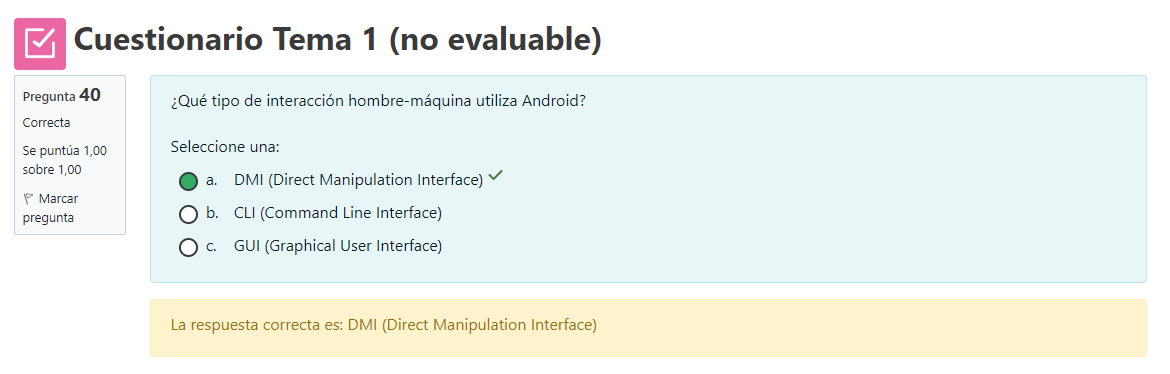 Cuestionario Tema 1 (no evaluable)
Pregunta 40
Correcta
Se puntúa 1,00
sobre 1,00
Marcar
pregunta
¿Qué tipo de interacción hombre-máquina utiliza Android?
Seleccione una:
a. DMI (Direct Manipulation Interface)
b. CLI (Command Line Interface)
c. GUI (Graphical User Interface)
La respuesta correcta es: DMI (Direct Manipulation Interface)